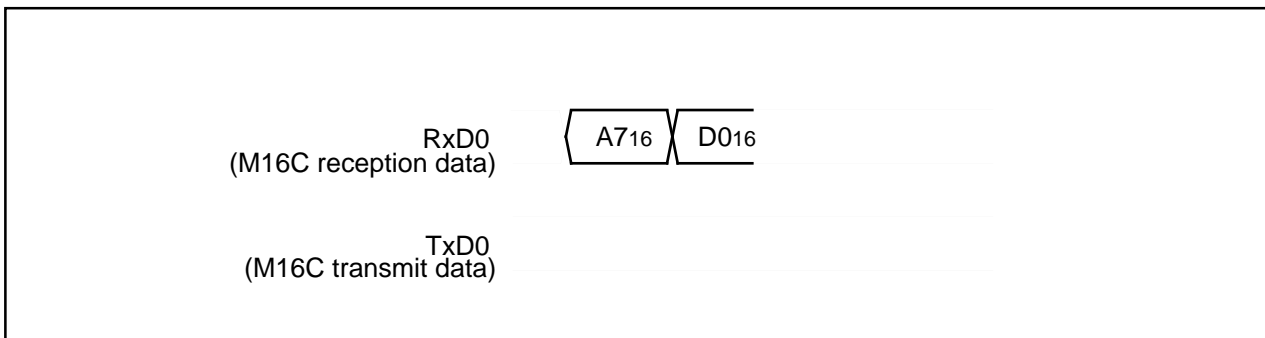 RxD0
(M16C reception data)
A716
D016
TxD0
(M16C transmit data)